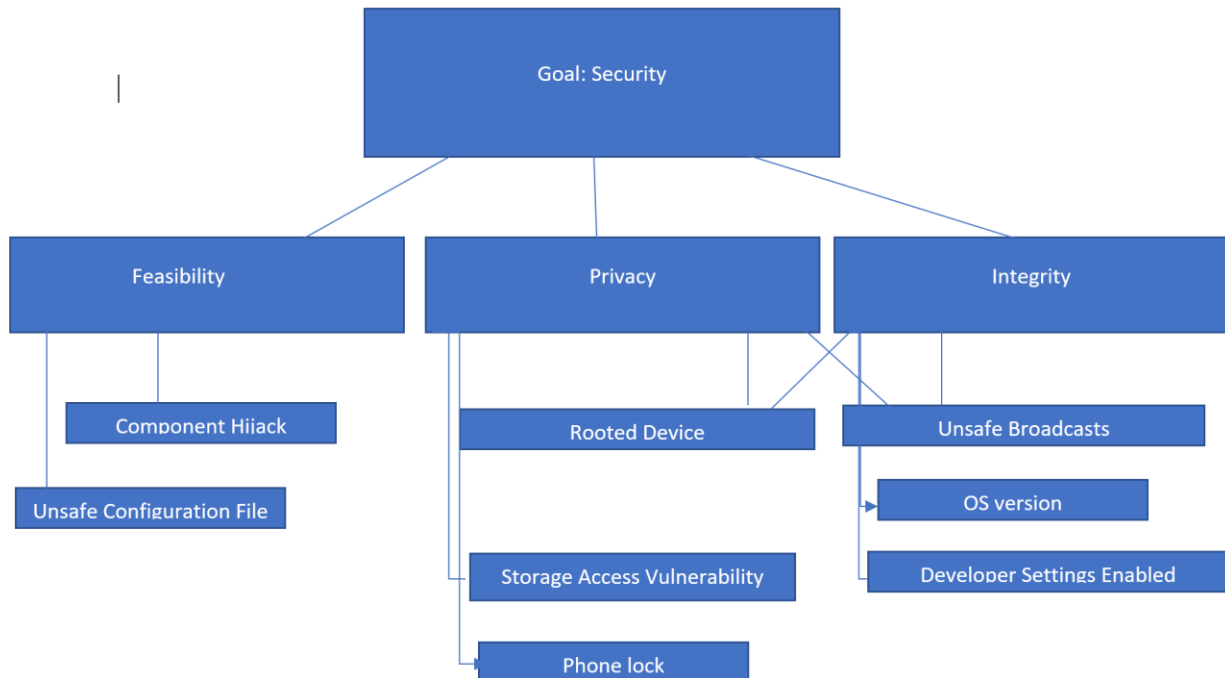 Goal: Security
Feasibility
Privacy
Integrity
Component Hijack
Rooted Device
Unsafe Broadcasts
Unsafe Configuration File
OS version
Storage Access Vulnerability
Developer Settings Enabled
Phone lock